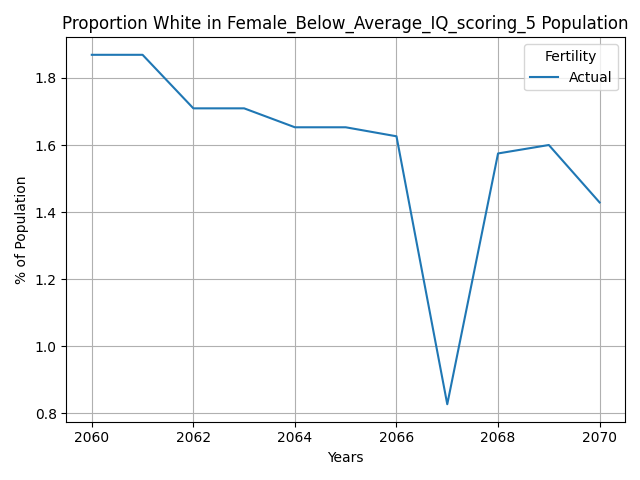 Proportion White in Female_Below_Average_IQ_scoring_5 Population
Fertility
Actual
% of Population
1.8
1.6
1.4
1.2
1.0
0.8
2060 2062 2064 2066 2068 2070
Years